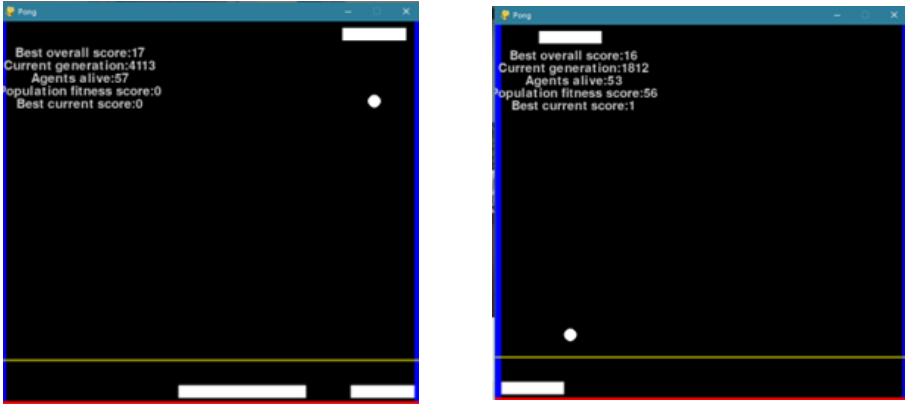 Pong
Best overall score:17
Current generation:4113
Agents alive:57
Population fitness score:0
Best current score:0
Pong
Best overall score:16
Current generation:1812
Agents alive:53
Population fitness score:56
Best current score:1